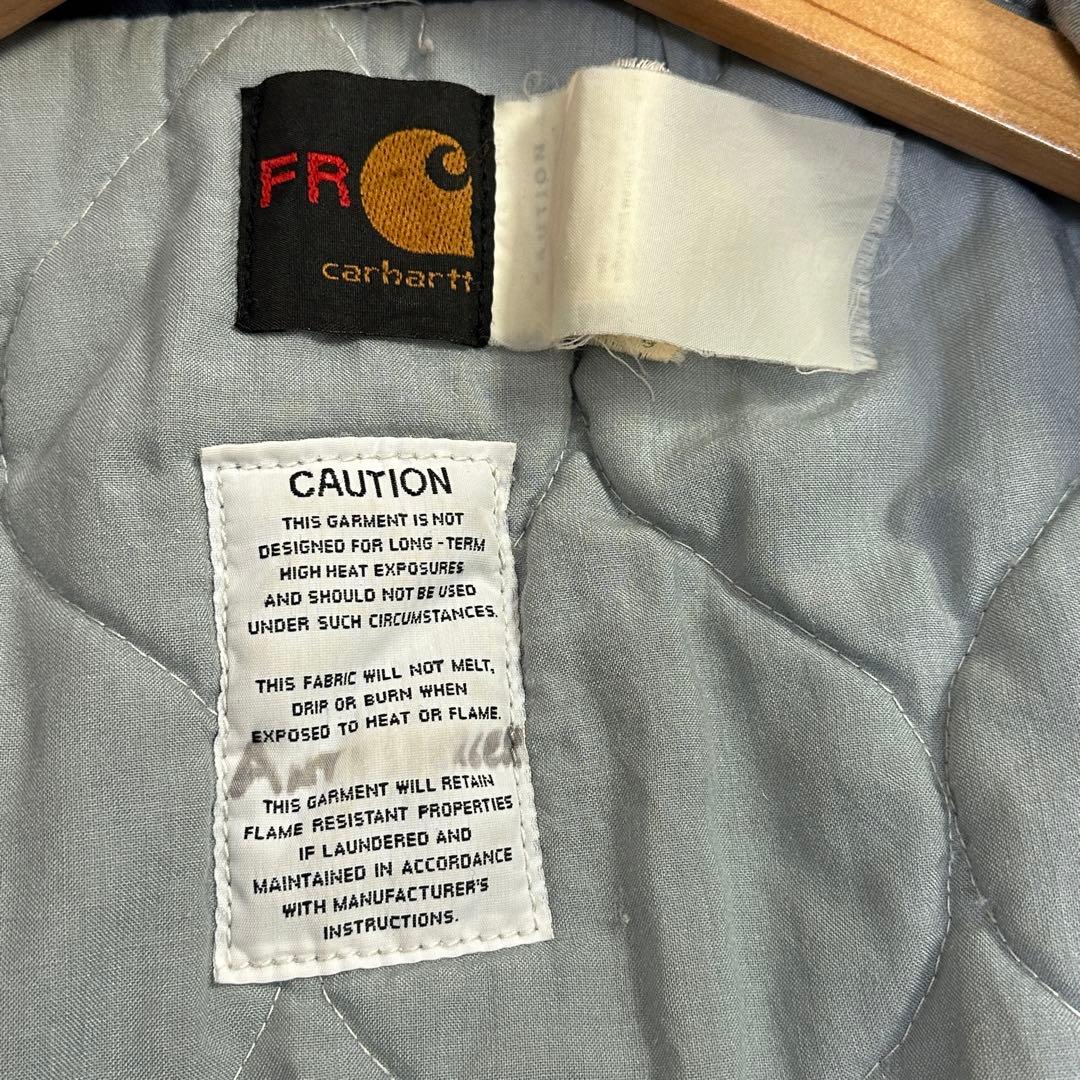 FR
carhartt
CAUTION
CAUTION
THIS GARMENT IS NOT
DESIGNED FOR LONG-TERM
HIGH HEAT EXPOSURES
AND SHOULD NOT BE USED
UNDER SUCH CIRCUMSTANCES.
THIS FABRIC WILL NOT MELT,
DRIP OR BURN WHEN
EXPOSED TO HEAT OR FLAME.
THIS GARMENT WILL RETAIN
FLAME RESISTANT PROPERTIES
IF LAUNDERED AND
MAINTAINED IN ACCORDANCE
WITH MANUFACTURER'S
INSTRUCTIONS.